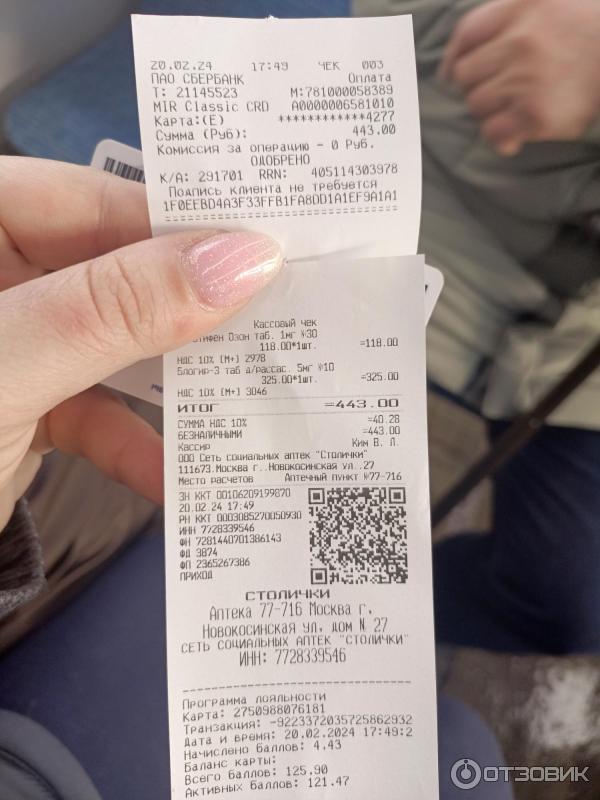 20.02.24 17:49 ЧЕК 003
ПАО СБЕРБАНК Оплата
Т: 21145523 М:781000058389
MIR Classic CRD A0000006581010
Карта:(E) ************4277
Сумма (Руб): 443.00
Комиссия за операцию - 0 Руб.
ОДОБРЕНО
К/А: 291701 RRN: 405114303978
Подпись клиента не требуется
1F0EEBD4A3F33FFB1FA8DD1A1EF9A1A1
Кассовый чек
Озон таб. 1мг №30
118.00*1шт. =118.00
НДС 10% [М+] 2978
Блогир-3 таб д/рассас. 5мг №10
325.00*1шт. =325.00
НДС 10% [М+] 3046
ИТОГ =443.00
СУММА НДС 10% =40.28
БЕЗНАЛИЧНЫМИ =443.00
Кассир Ким В. Л.
ООО Сеть социальных аптек "Столички"
111673,Москва г.,Новокосинская ул.,27
Место расчетов Аптечный пункт №77-716
ЗН ККТ 00106209199870
20.02.24 17:49
РН ККТ 0003085270050930
ИНН 7728339546
ФН 7281440701386143
ФД 3874
ФП 2365267386
ПРИХОД
СТОЛИЧКИ
Аптека 77-716 Москва г.,
Новокосинская ул, дом № 27
СЕТЬ СОЦИАЛЬНЫХ АПТЕК "СТОЛИЧКИ"
ИНН: 7728339546
Программа лояльности
Карта: 2750988076181
Транзакция: -9223372035725862932
Дата и время: 20.02.2024 17:49:2
Начислено баллов: 4.43
Баланс карты:
Всего баллов: 125.90
Активных баллов: 121.47
ОТЗОВИК